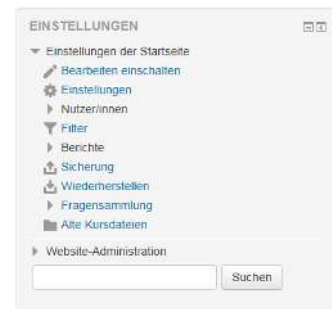 EINSTELLUNGEN
Einstellungen der Startseite
Bearbeiten einschalten
Einstellungen
Nutzer/innen
Filter
Berichte
Sicherung
Wiederherstellen
Fragensammlung
Alte Kursdateien
Website-Administration
Suchen